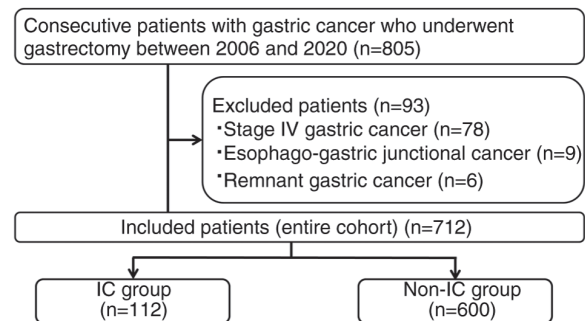 Consecutive patients with gastric cancer who underwent
gastrectomy between 2006 and 2020 (n=805)
Excluded patients (n=93)
・Stage IV gastric cancer (n=78)
・Esophago-gastric junctional cancer (n=9)
・Remnant gastric cancer (n=6)
Included patients (entire cohort) (n=712)
IC group
(n=112)
Non-IC group
(n=600)